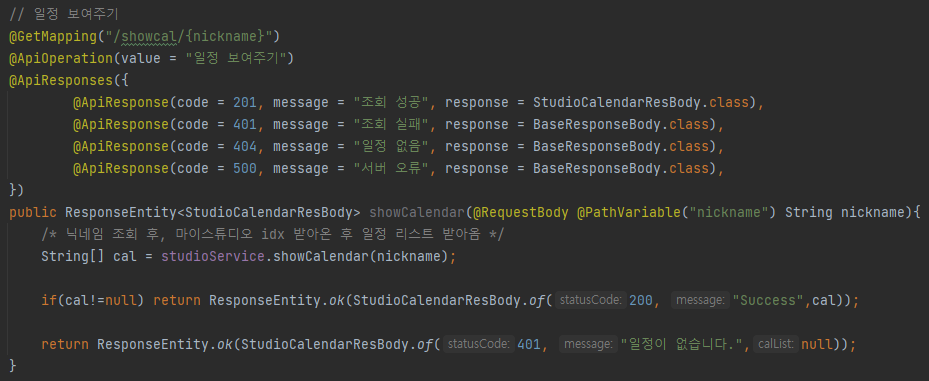 // 일정 보여주기
@GetMapping("/showcal/{nickname}")
@ApiOperation(value = "일정 보여주기")
@ApiResponses({
        @ApiResponse(code = 201, message = "조회 성공", response = StudioCalendarResBody.class),
        @ApiResponse(code = 401, message = "조회 실패", response = BaseResponseBody.class),
        @ApiResponse(code = 404, message = "일정 없음", response = BaseResponseBody.class),
        @ApiResponse(code = 500, message = "서버 오류", response = BaseResponseBody.class),
})
public ResponseEntity<StudioCalendarResBody> showCalendar(@RequestBody @PathVariable("nickname") String nickname){
    /* 닉네임 조회 후, 마이스튜디오 idx 받아온 후 일정 리스트 받아옴 */
    String[] cal = studioService.showCalendar(nickname);
    if(cal!=null) return ResponseEntity.ok(StudioCalendarResBody.of( statusCode: 200, message: "Success",cal));
    return ResponseEntity.ok(StudioCalendarResBody.of( statusCode: 401, message: "일정이 없습니다.", calList: null));
}